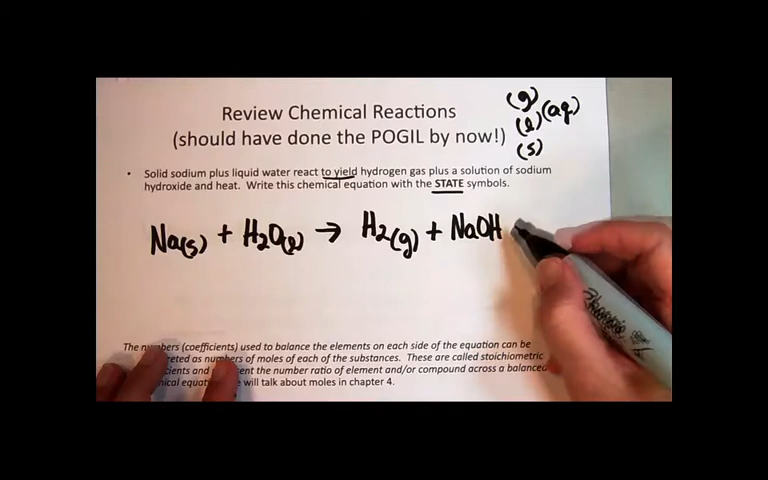 Review Chemical Reactions
(should have done the POGIL by now!)
(g)
(l) (aq)
(s)
• Solid sodium plus liquid water react to yield hydrogen gas plus a solution of sodium
hydroxide and heat. Write this chemical equation with the STATE symbols.
Na(s) + H2O(l) → H2(g) + NaOH
The numbers (coefficients) used to balance the elements on each side of the equation can be
as numbers of moles of each of the substances. These are called stoichiometric
and the number ratio of element and/or compound across a balanced
will talk about moles in chapter 4.
Sharpie